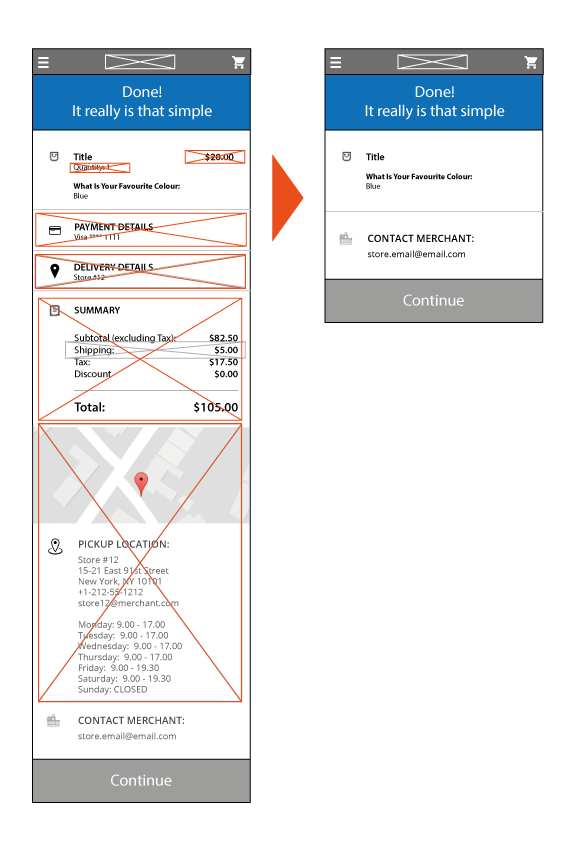 Done!
It really is that simple
Title
$28.00
Quantity: 1
What Is Your Favourite Colour:
Blue
PAYMENT DETAILS
Visa **** 1111
DELIVERY DETAILS
Store #12
SUMMARY
Subtotal (excluding Tax): $82.50
Shipping: $5.00
Tax: $17.50
Discount $0.00
Total: $105.00
PICKUP LOCATION:
Store #12
15-21 East 91st Street
New York, NY 10101
+1-212-55-1212
store12@merchant.com
Monday: 9.00 - 17.00
Tuesday: 9.00 - 17.00
Wednesday: 9.00 - 17.00
Thursday: 9.00 - 17.00
Friday: 9.00 - 19.30
Saturday: 9.00 - 19.30
Sunday: CLOSED
CONTACT MERCHANT:
store.email@email.com
Continue
Done!
It really is that simple
Title
What Is Your Favourite Colour:
Blue
CONTACT MERCHANT:
store.email@email.com
Continue